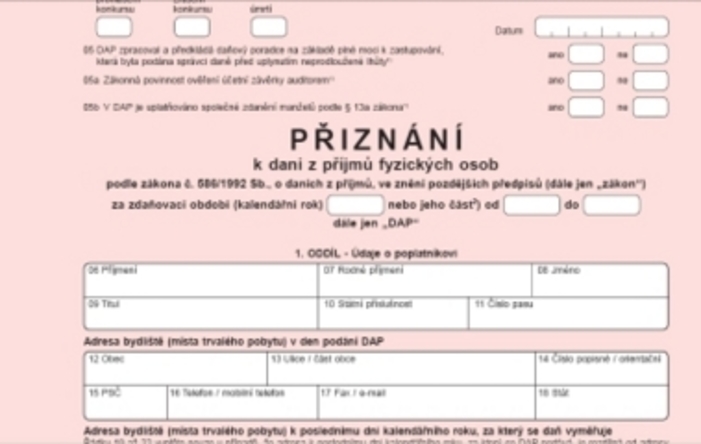 konkursu konkursu úmrtí
Datum
05 DAP zpracoval a předkládá daňový poradce na základě plné moci k zastupování,
která byla podána správci daně před uplynutím neprodloužené lhůty¹⁾ ano ne
05a Zákonná povinnost ověření účetní závěrky auditorem¹⁾ ano ne
05b V DAP je uplatňováno společné zdanění manželů podle § 13a zákona¹⁾ ano ne
PŘIZNÁNÍ
k dani z příjmů fyzických osob
podle zákona č. 586/1992 Sb., o daních z příjmů, ve znění pozdějších předpisů (dále jen „zákon")
za zdaňovací období (kalendářní rok) nebo jeho část²⁾ od do
dále jen „DAP"
1. ODDÍL - Údaje o poplatníkovi
06 Příjmení 07 Rodné příjmení 08 Jméno
09 Titul 10 Státní příslušnost 11 Číslo pasu
Adresa bydliště (místa trvalého pobytu) v den podání DAP
12 Obec 13 Ulice / část obce 14 Číslo popisné / orientační
15 PSČ 16 Telefon / mobilní telefon 17 Fax / e-mail 18 Stát
Adresa bydliště (místa trvalého pobytu) k poslednímu dni kalendářního roku, za který se daň vyměřuje